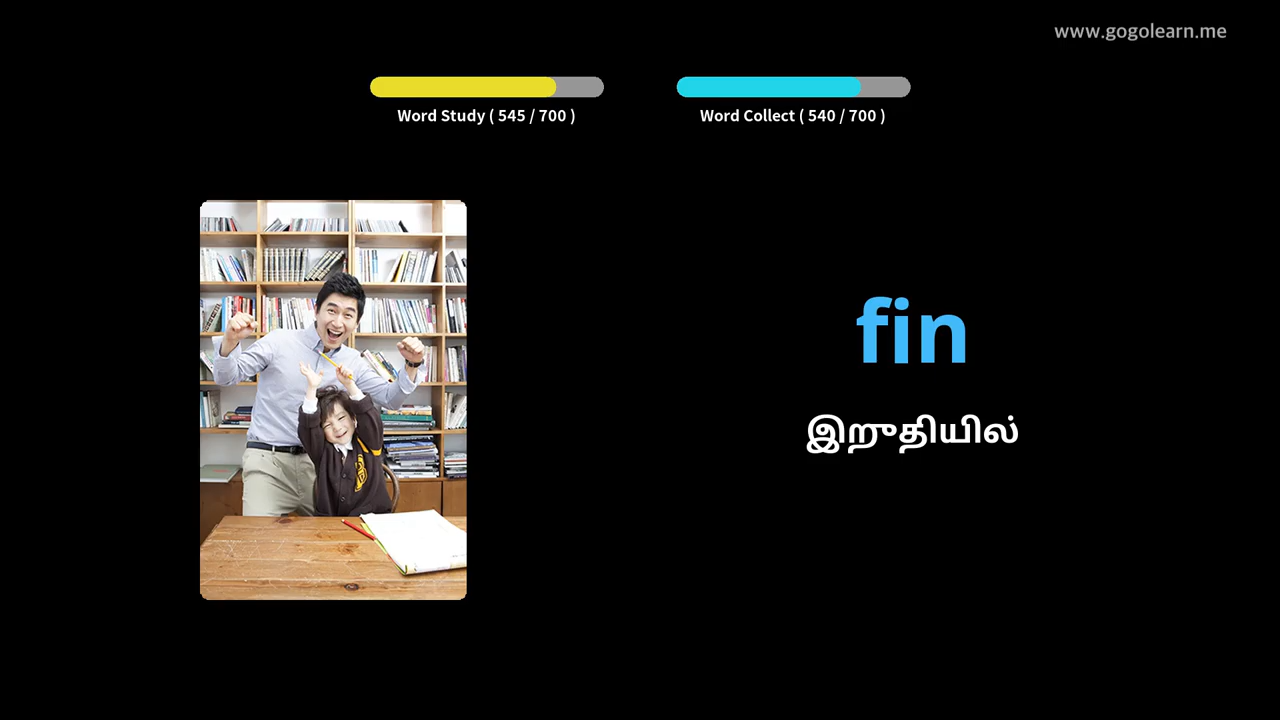 www.gogolearn.me
Word Study ( 545 / 700 )
Word Collect ( 540 / 700 )
fin
இறுதியில்